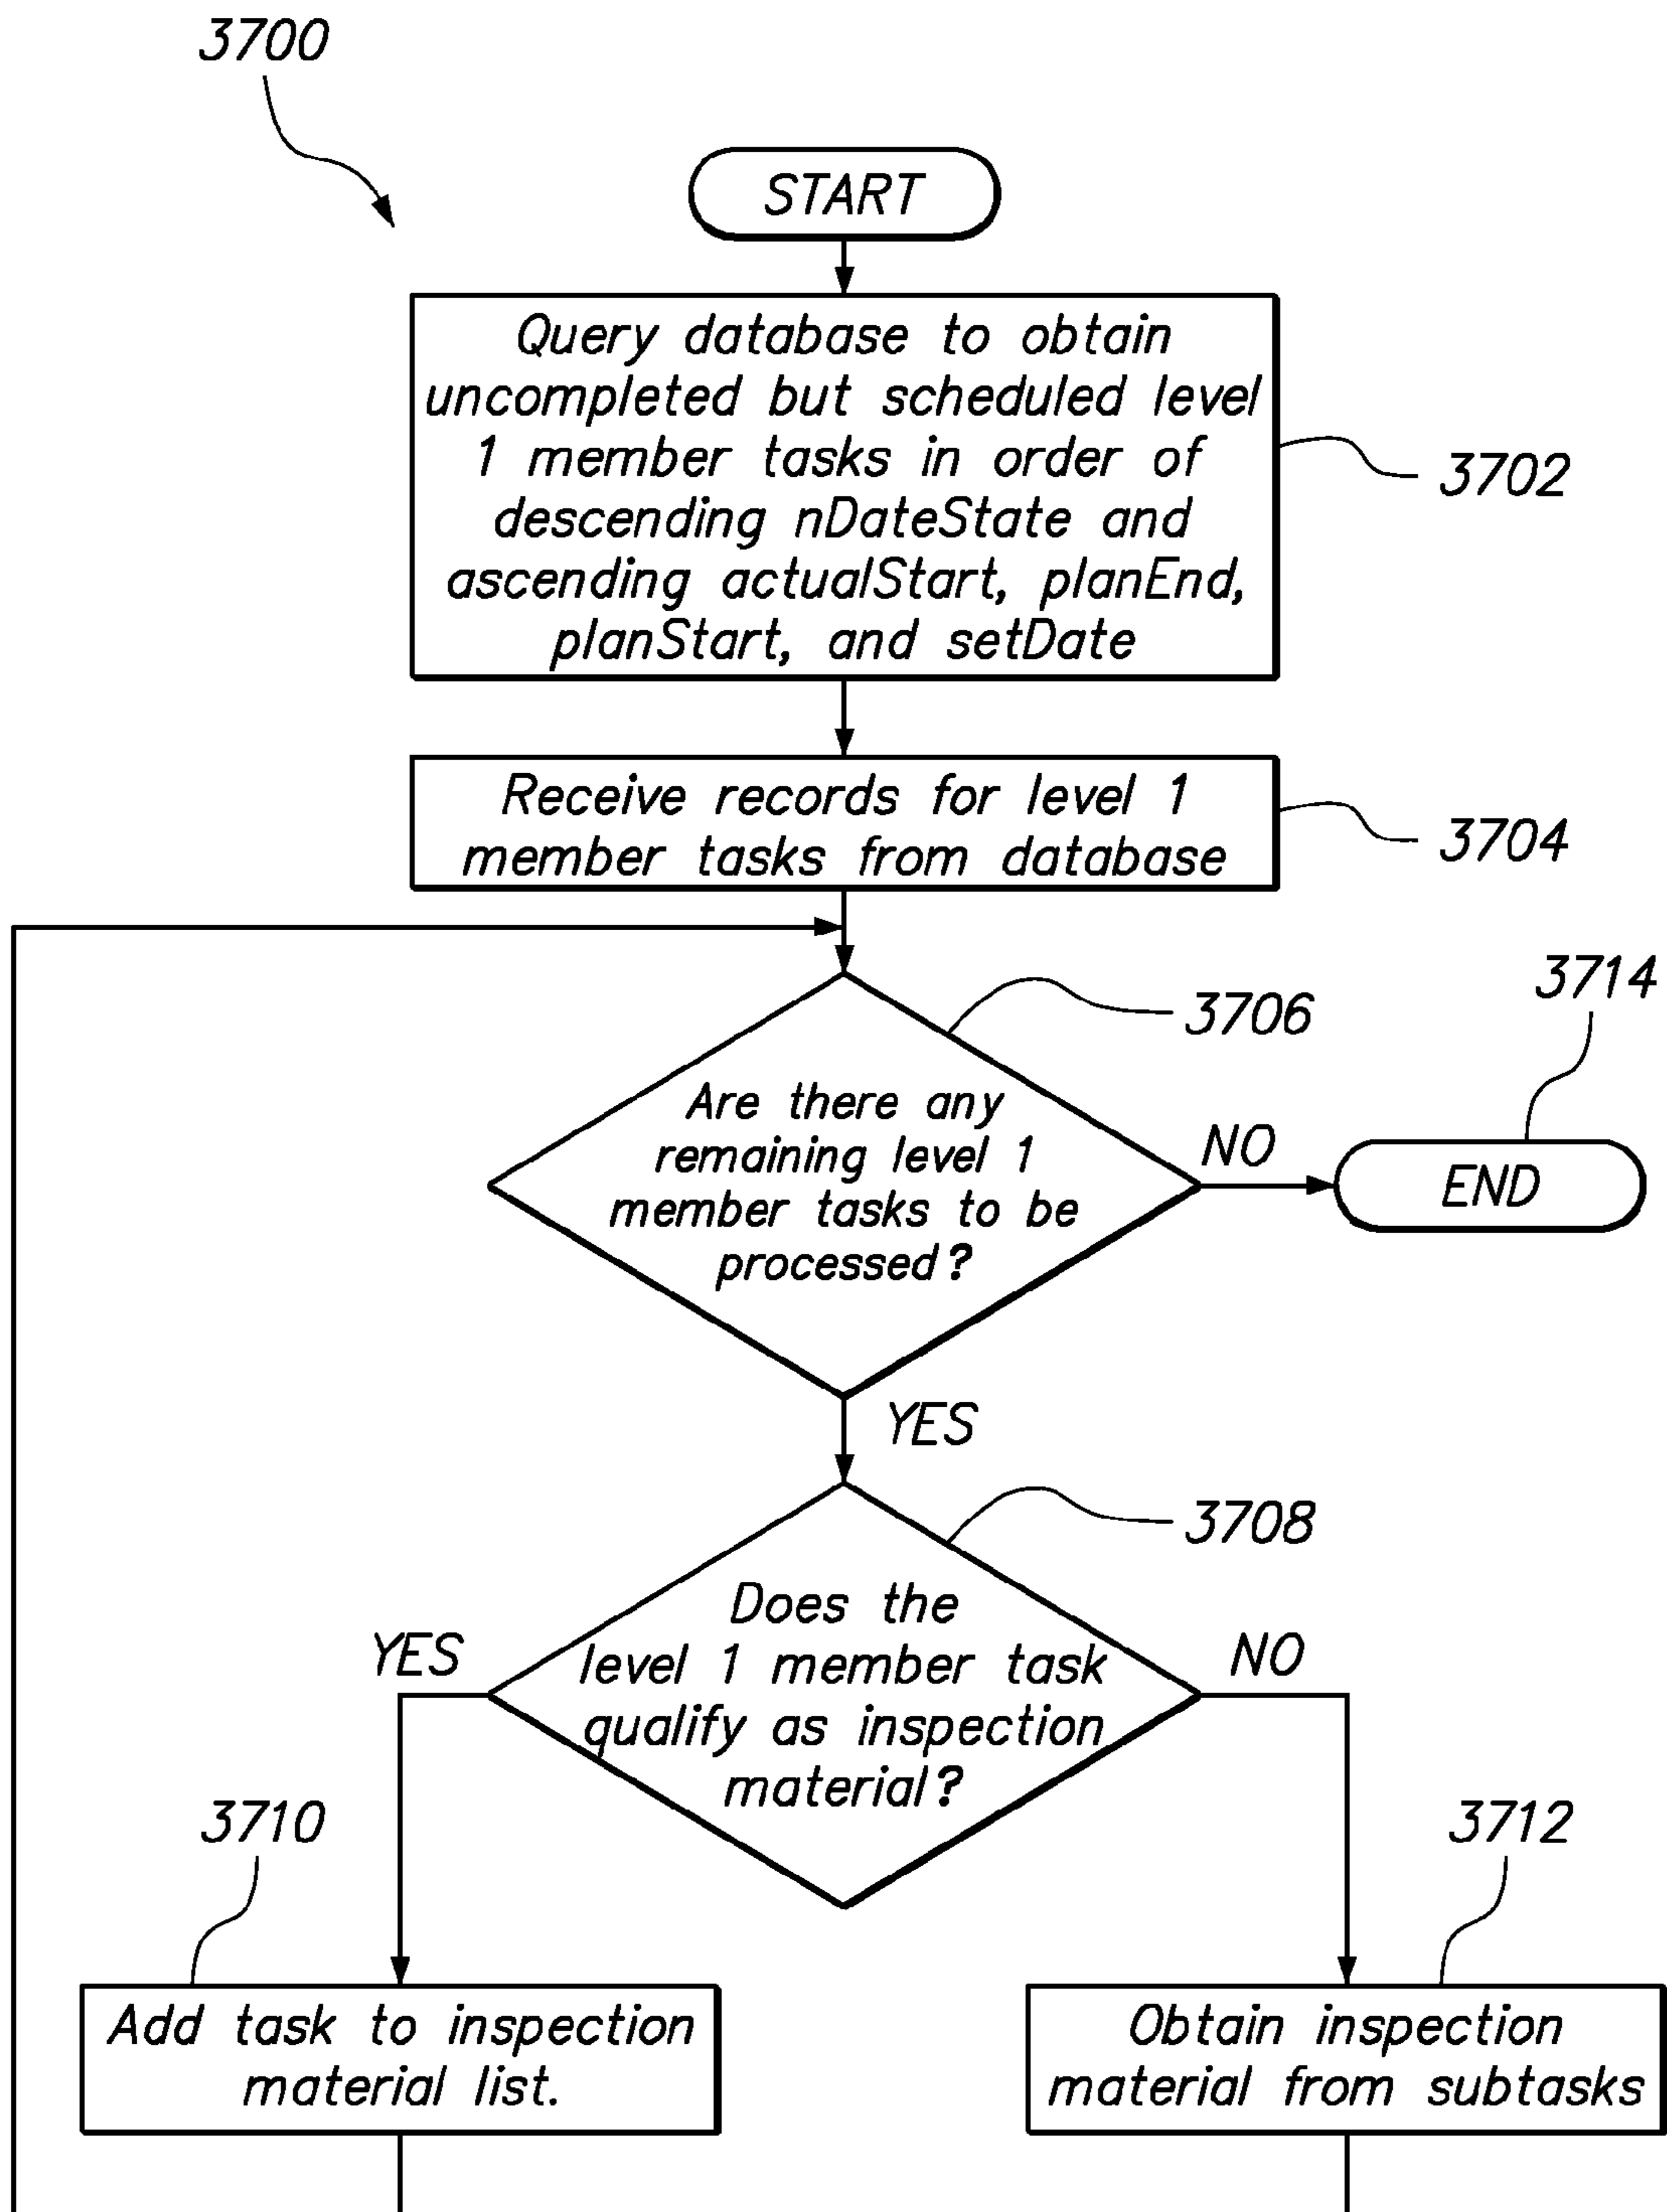 3700
START
Query database to obtain
uncompleted but scheduled level
1 member tasks in order of
descending nDateState and
ascending actualStart, planEnd,
planStart, and setDate
3702
Receive records for level 1
member tasks from database
3704
3706
3714
Are there any
remaining level 1
member tasks to be
processed?
NO
END
YES
3708
Does the
level 1 member task
qualify as inspection
material?
YES
NO
3710
3712
Add task to inspection
material list.
Obtain inspection
material from subtasks